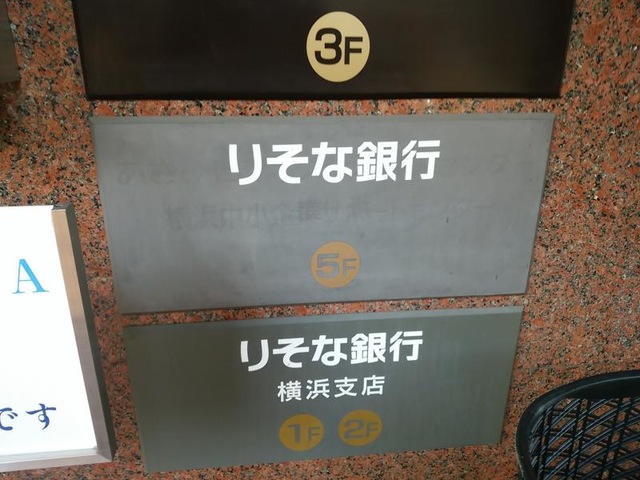 3F
りそな銀行
5F
りそな銀行
横浜支店
1F 2F
A
です